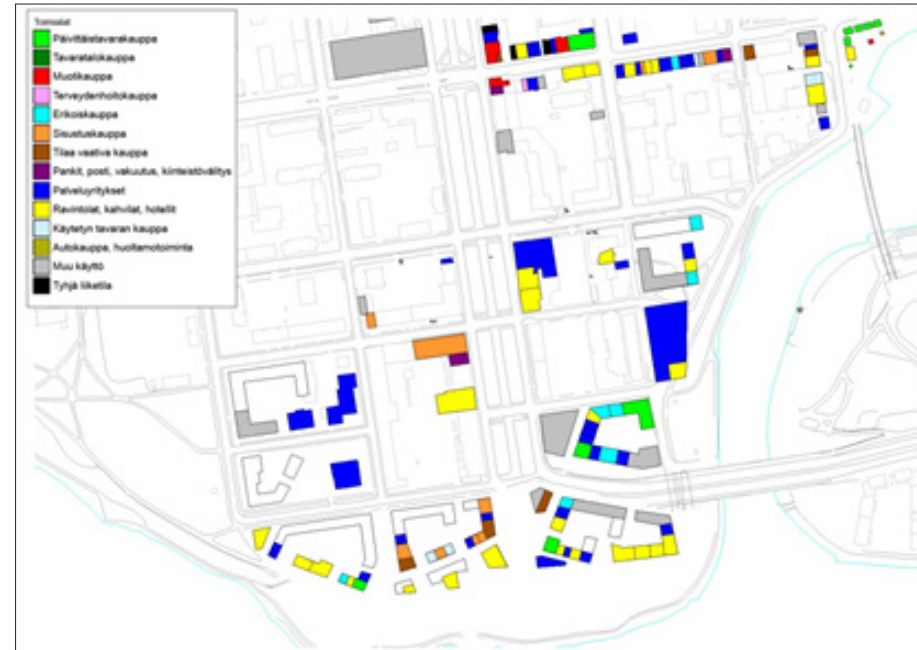 Toimialat
Päivittäistavarakauppa
Tavaratalokauppa
Muotikauppa
Terveydenhoitokauppa
Erikoiskauppa
Sisustuskauppa
Tilaa vaativa kauppa
Pankit, posti, vakuutus, kiinteistövälitys
Palveluyritykset
Ravintolat, kahvilat, hotellit
Käytetyn tavaran kauppa
Autokauppa, huoltamotoiminta
Muu käyttö
Tyhjä liiketila